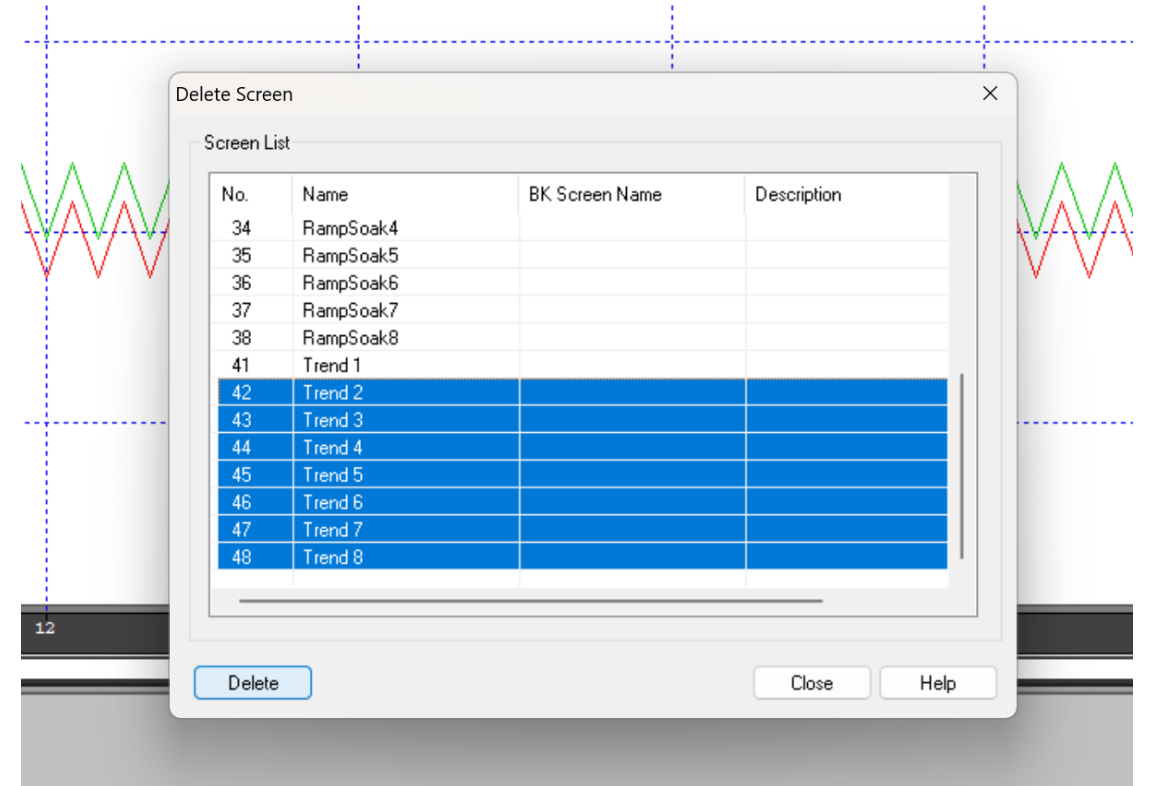 Delete Screen
Screen List
No. Name BK Screen Name Description
34 RampSoak4
35 RampSoak5
36 RampSoak6
37 RampSoak7
38 RampSoak8
41 Trend 1
42 Trend 2
43 Trend 3
44 Trend 4
45 Trend 5
46 Trend 6
47 Trend 7
48 Trend 8
12
Delete Close Help